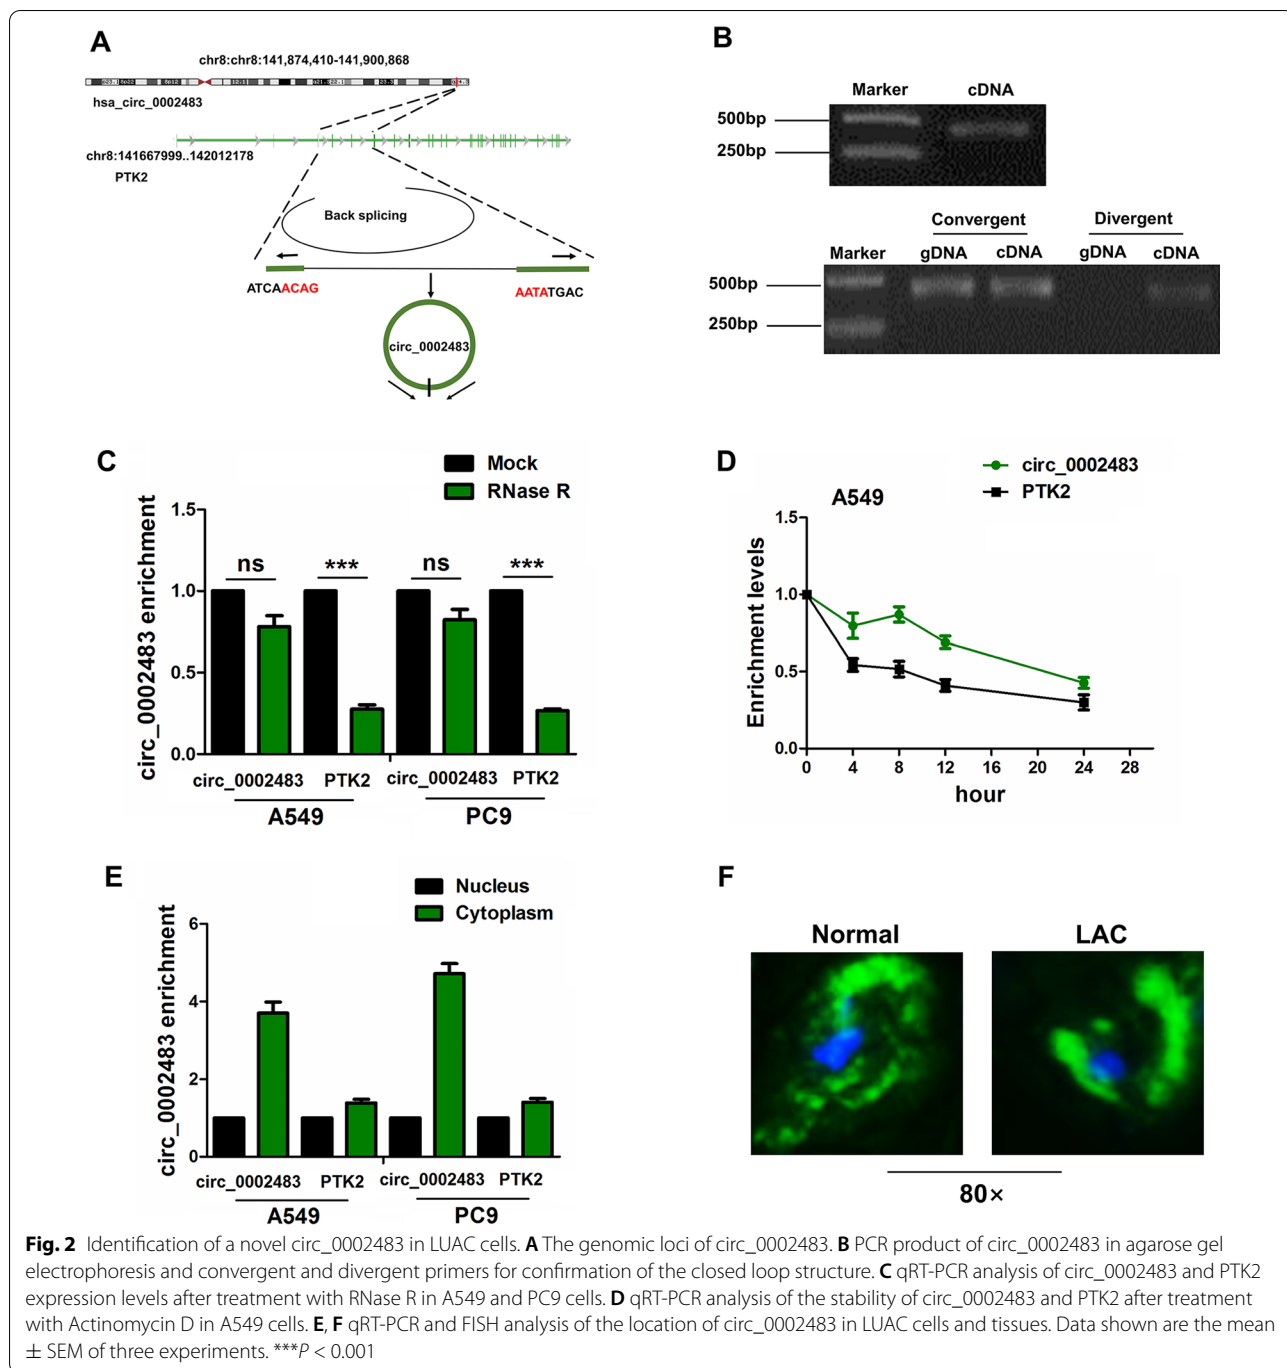 A
chr8:chr8:141,874,410-141,900,868
hsa_circ_0002483
chr8:141667999..142012178
PTK2
Back splicing
ATCAACAG
AATATGAC
circ_0002483
B
Marker cDNA
500bp
250bp
Convergent Divergent
Marker gDNA cDNA gDNA cDNA
500bp
250bp
C
Mock
RNase R
circ_0002483 enrichment
1.5
1.0
0.5
0.0
ns *** ns ***
circ_0002483 PTK2 circ_0002483 PTK2
A549 PC9
D
circ_0002483
PTK2
A549
Enrichment levels
1.5
1.0
0.5
0.0
0 4 8 12 16 20 24 28
hour
E
Nucleus
Cytoplasm
circ_0002483 enrichment
6
4
2
0
circ_0002483 PTK2 circ_0002483 PTK2
A549 PC9
F
Normal LAC
80×
Fig. 2 Identification of a novel circ_0002483 in LUAC cells. A The genomic loci of circ_0002483. B PCR product of circ_0002483 in agarose gel
electrophoresis and convergent and divergent primers for confirmation of the closed loop structure. C qRT-PCR analysis of circ_0002483 and PTK2
expression levels after treatment with RNase R in A549 and PC9 cells. D qRT-PCR analysis of the stability of circ_0002483 and PTK2 after treatment
with Actinomycin D in A549 cells. E, F qRT-PCR and FISH analysis of the location of circ_0002483 in LUAC cells and tissues. Data shown are the mean
± SEM of three experiments. ***P < 0.001